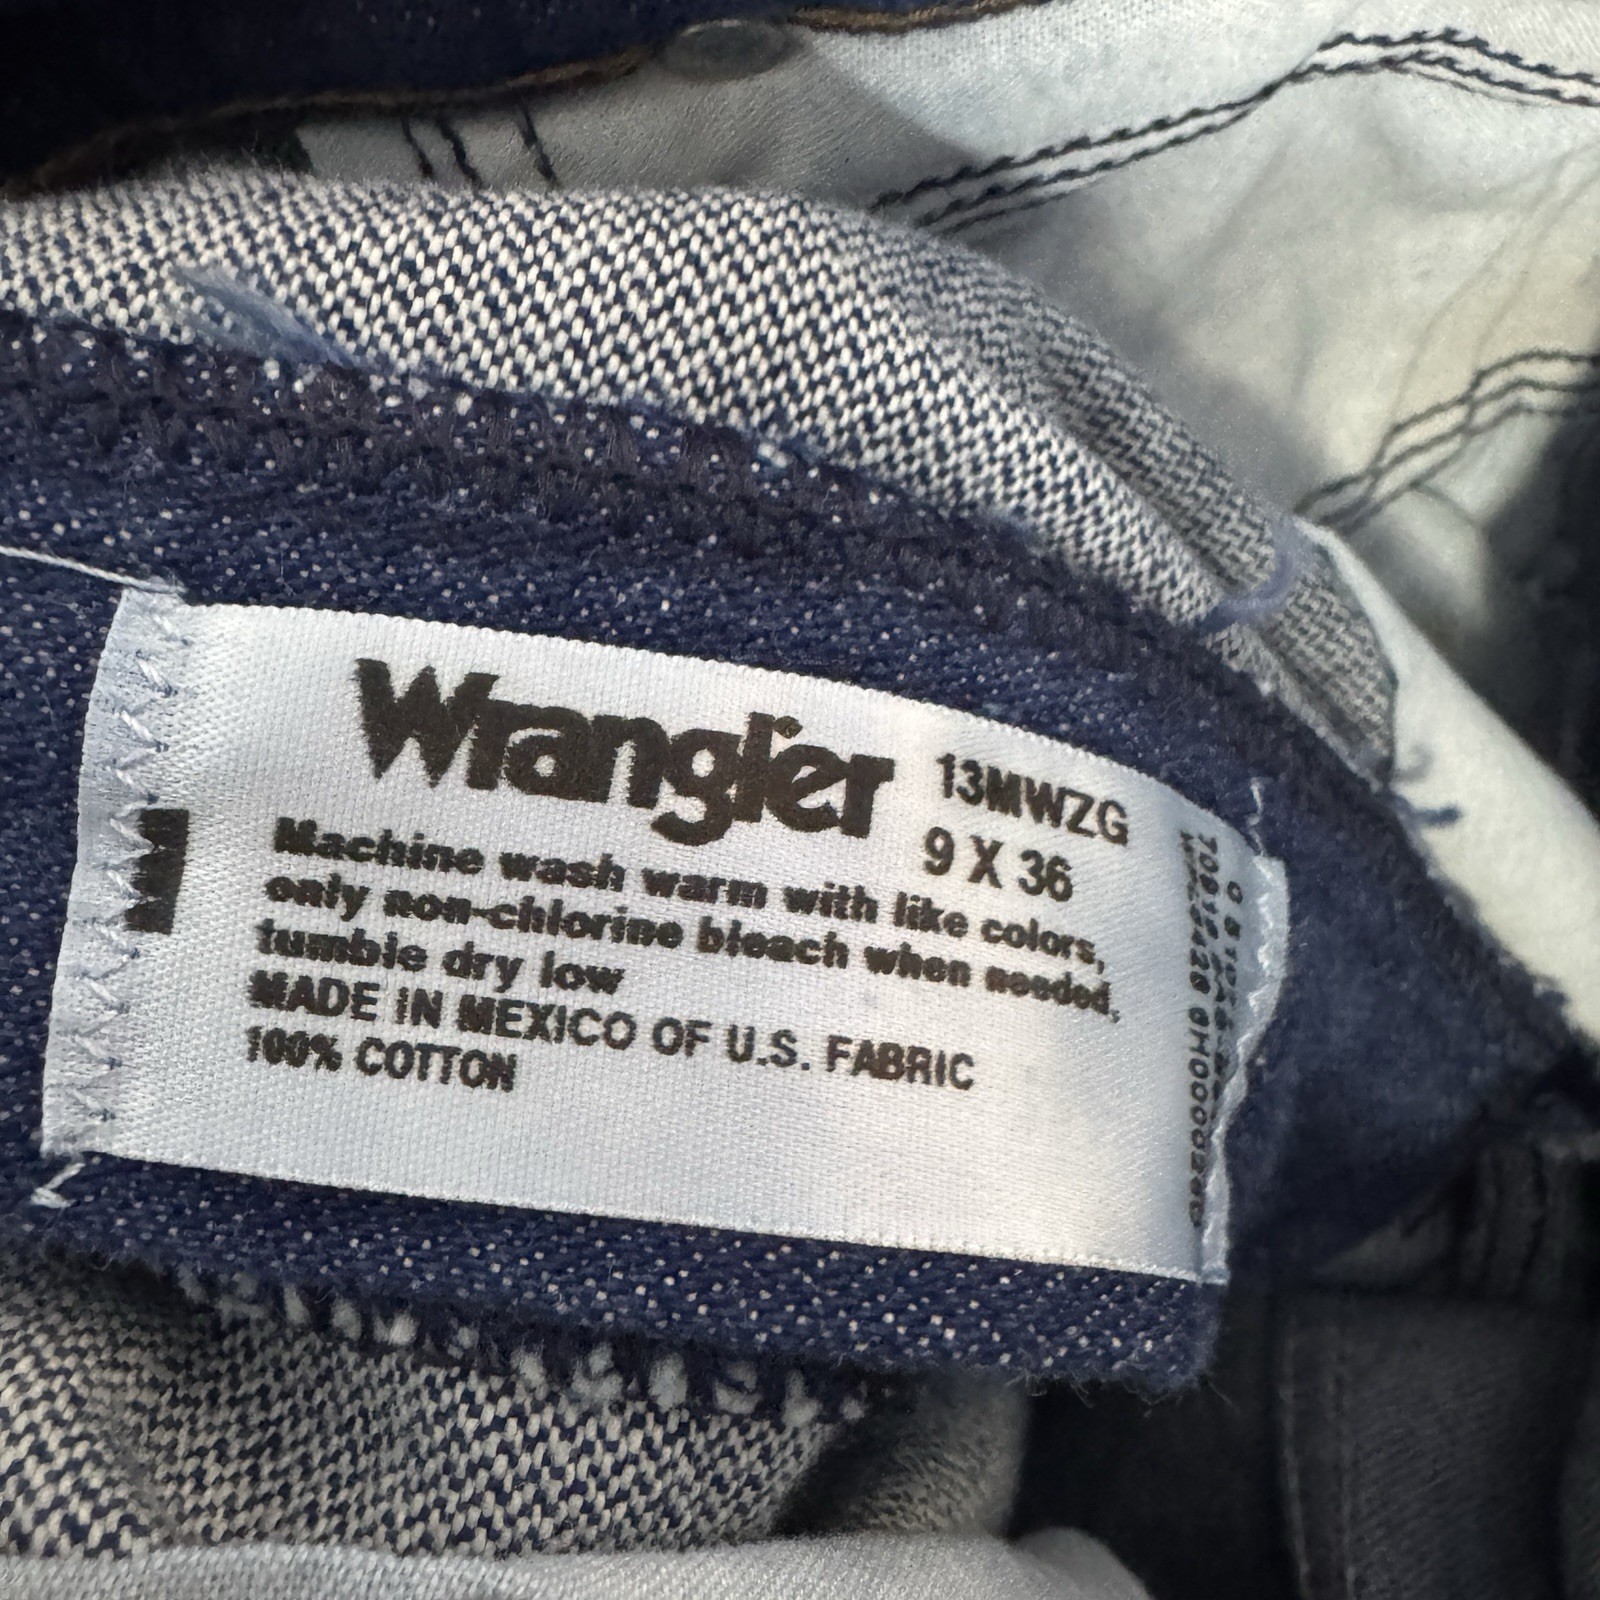 Wrangler®
13MWZG
9 X 36
Machine wash warm with like colors,
only non-chlorine bleach when needed,
tumble dry low
MADE IN MEXICO OF U.S. FABRIC
100% COTTON